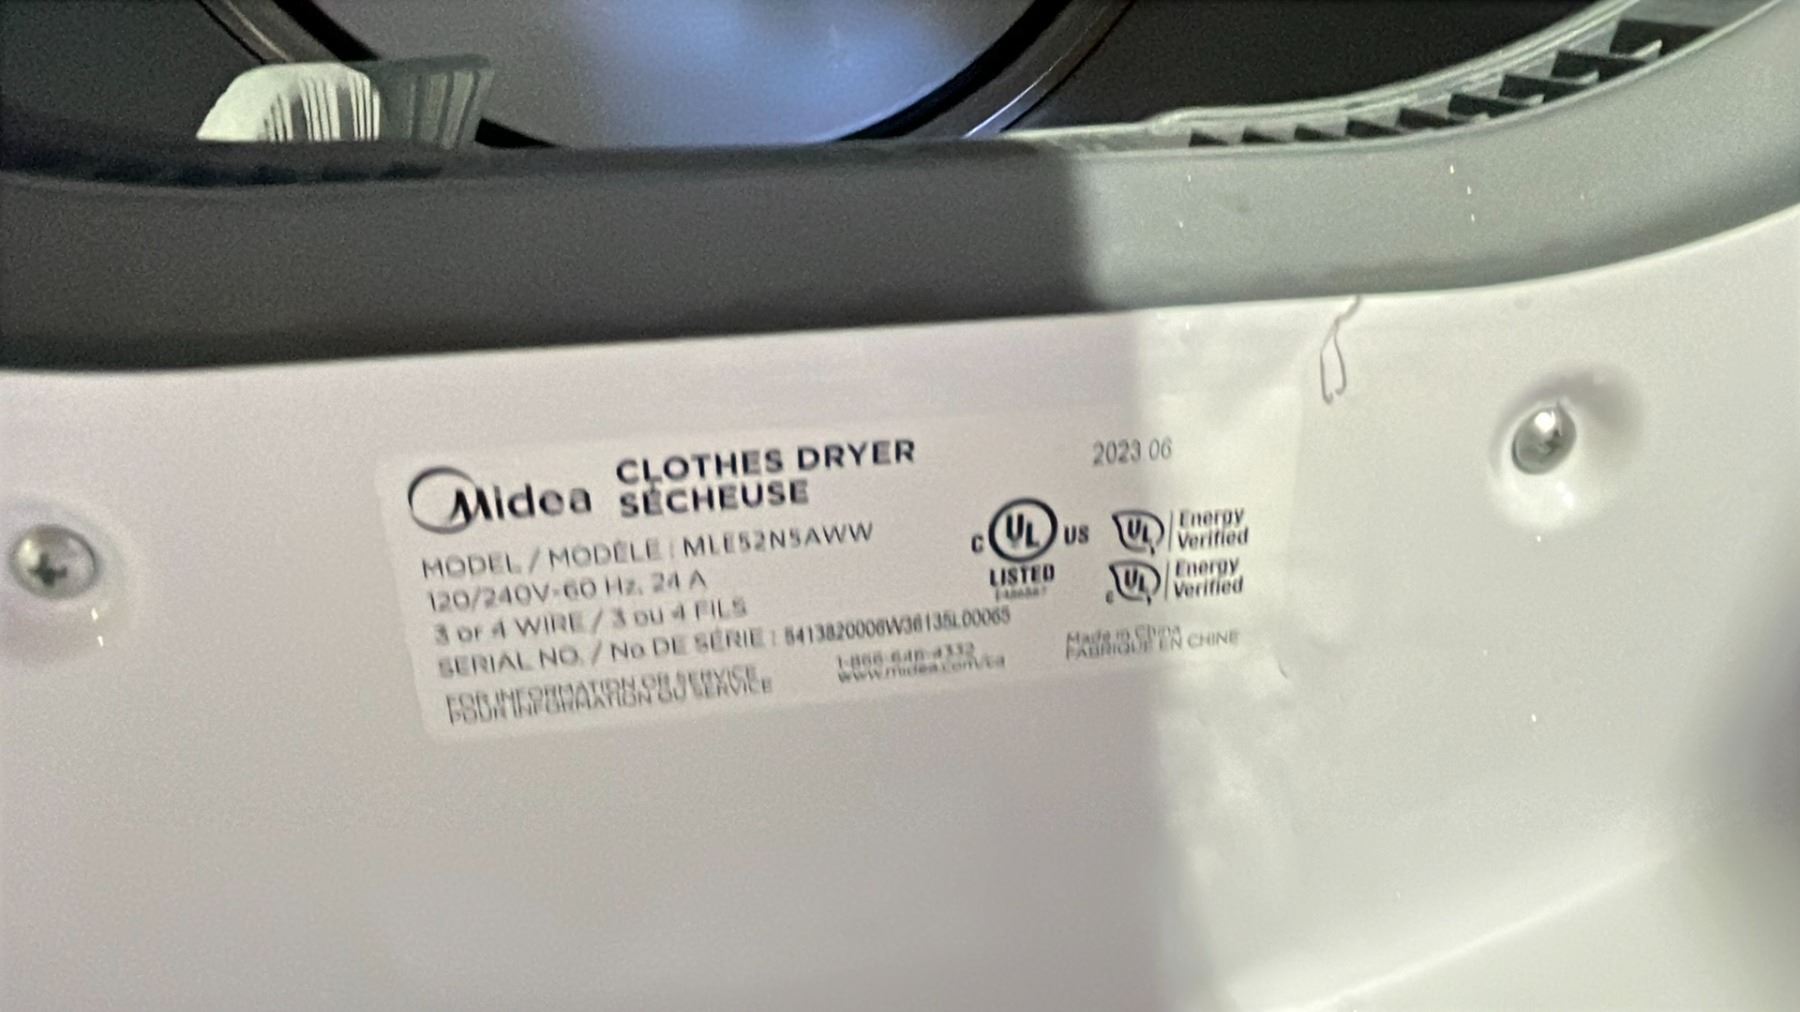 Midea
CLOTHES DRYER
SÉCHEUSE
2023.06
MODEL / MODÈLE : MLE52N5AWW
120/240V~60 Hz, 24 A
3 or 4 WIRE / 3 ou 4 FILS
SERIAL NO. / No DE SÉRIE : 5413820006W36135L00065
FOR INFORMATION OR SERVICE
POUR INFORMATION OU SERVICE
1-866-646-4332
www.midea.com/ca
C UL US
LISTED
UL Energy Verified
c UL Energy Verified
Made in China
FABRIQUÉ EN CHINE